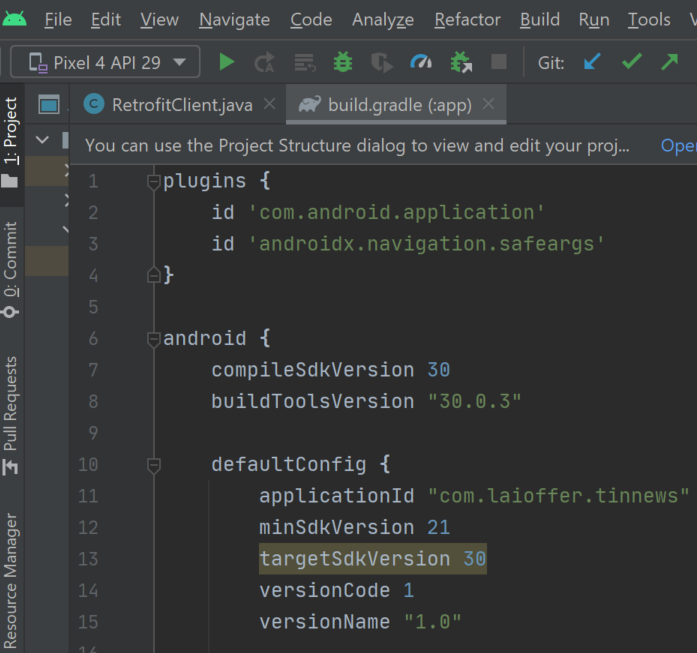 File Edit View Navigate Code Analyze Refactor Build Run Tools
Pixel 4 API 29 Git:
RetrofitClient.java build.gradle (:app)
You can use the Project Structure dialog to view and edit your proj...
1 plugins {
2 id 'com.android.application'
3 id 'androidx.navigation.safeargs'
4 }
5
6 android {
7 compileSdkVersion 30
8 buildToolsVersion "30.0.3"
9
10 defaultConfig {
11 applicationId "com.laioffer.tinnews"
12 minSdkVersion 21
13 targetSdkVersion 30
14 versionCode 1
15 versionName "1.0"
1: Project
0: Commit
Pull Requests
Resource Manager